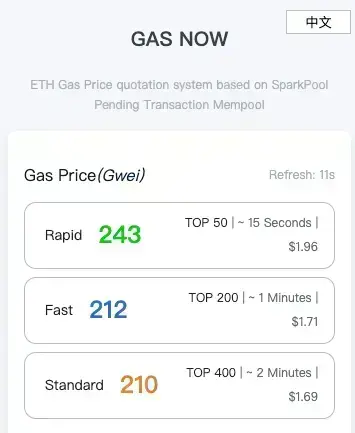 中文
GAS NOW
ETH Gas Price quotation system based on SparkPool
Pending Transaction Mempool
Gas Price(Gwei)
Refresh: 11s
Rapid 243
TOP 50 | ~ 15 Seconds |
$1.96
Fast 212
TOP 200 | ~ 1 Minutes |
$1.71
Standard 210
TOP 400 | ~ 2 Minutes |
$1.69